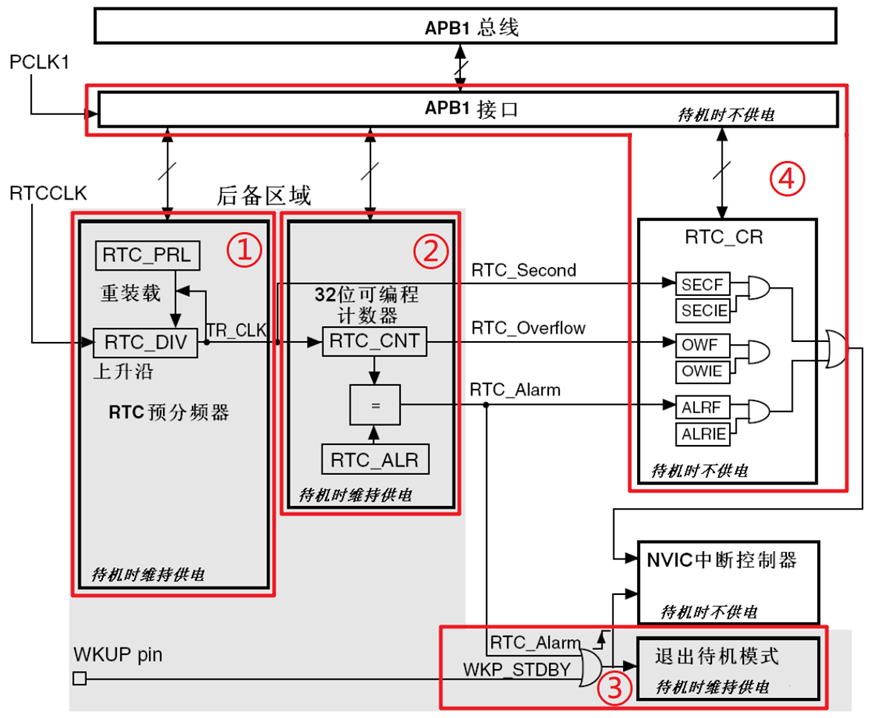 APB1 总线
PCLK1
APB1 接口
待机时不供电
④
RTCCLK
后备区域
①
RTC_PRL
重装载
RTC_DIV
TR_CLK
上升沿
RTC预分频器
待机时维持供电
②
32位可编程
计数器
RTC_CNT
=
RTC_ALR
待机时维持供电
RTC_Second
RTC_Overflow
RTC_Alarm
RTC_CR
SECF
SECIE
OWF
OWIE
ALRF
ALRIE
待机时不供电
NVIC中断控制器
待机时不供电
WKUP pin
RTC_Alarm
WKP_STDBY
③
退出待机模式
待机时维持供电